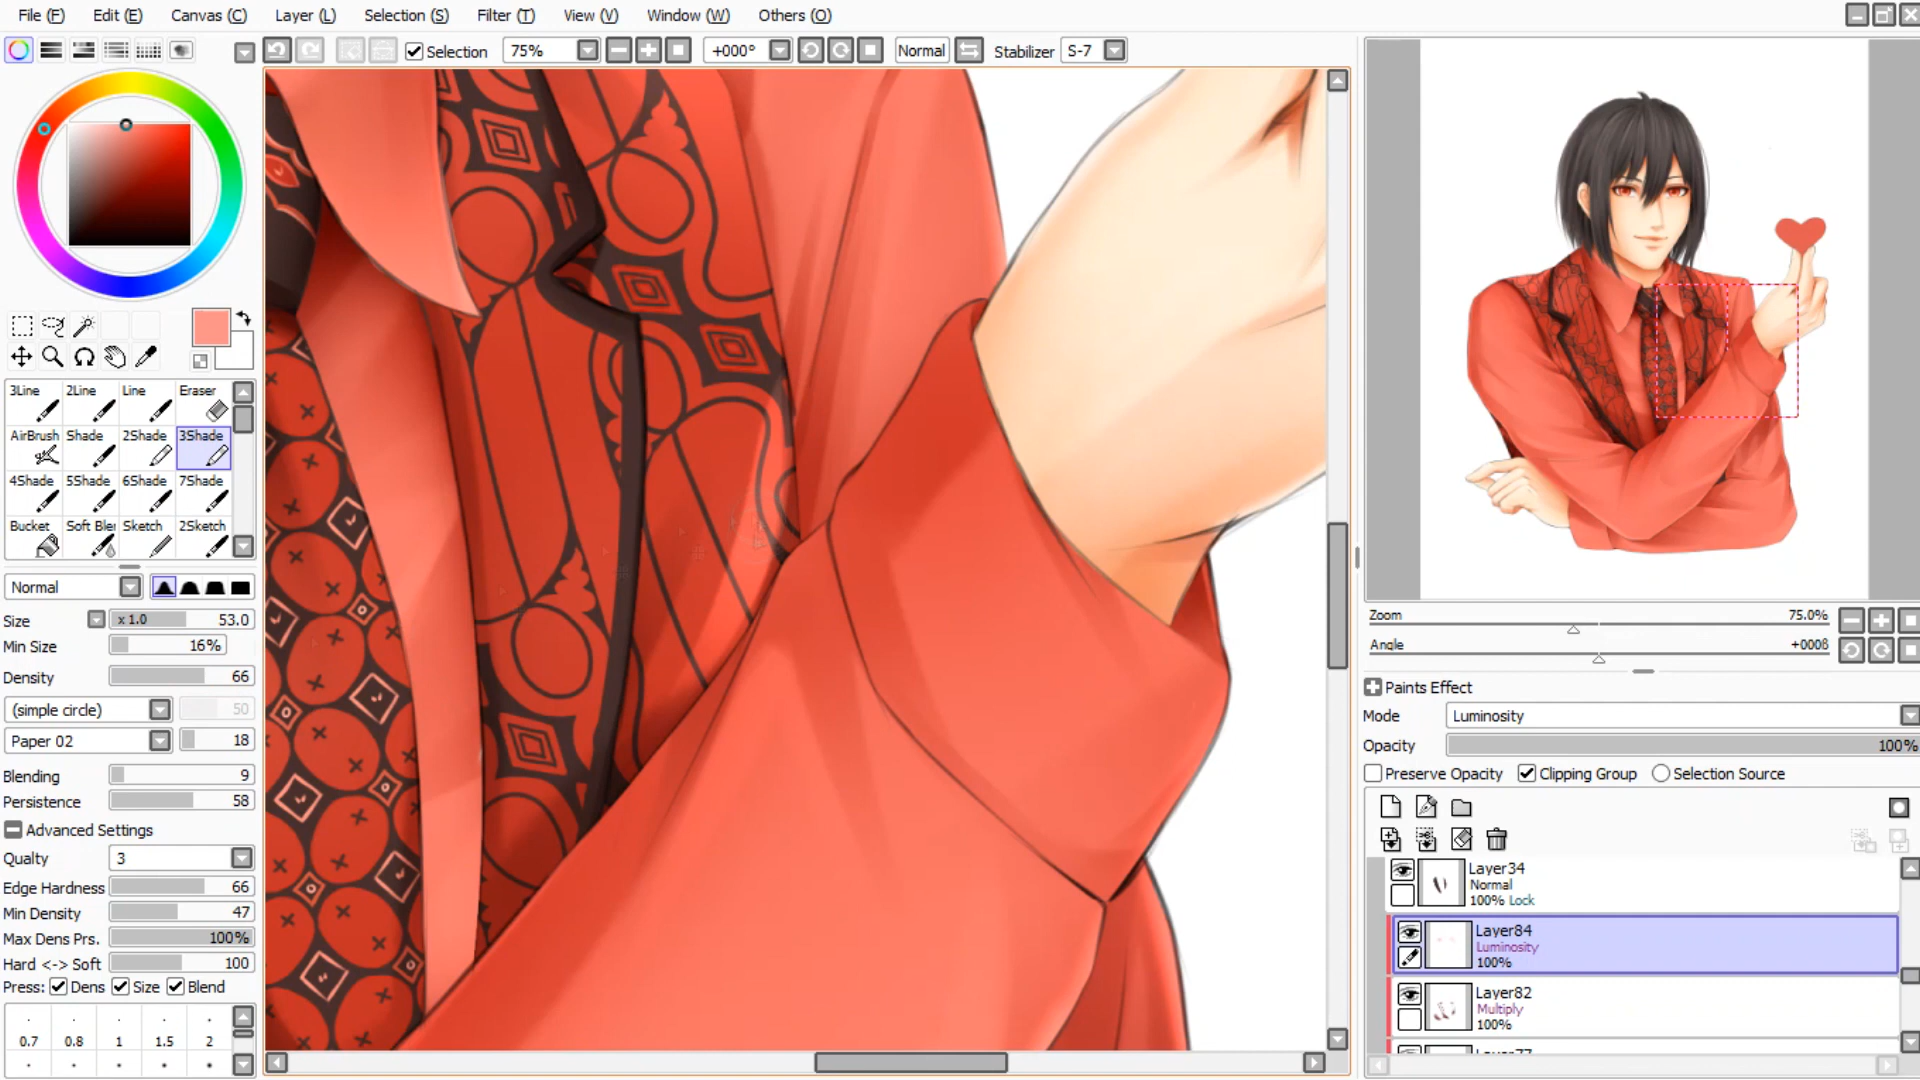 File (F) Edit (E) Canvas (C) Layer (L) Selection (S) Filter (T) View (V) Window (W) Others (O)
Selection 75% +000° Normal Stabilizer S-7
3Line 2Line Line Eraser
AirBrush Shade 2Shade 3Shade
4Shade 5Shade 6Shade 7Shade
Bucket Soft Ble Sketch 2Sketch
Normal
Size x 1.0 53.0
Min Size 16%
Density 66
(simple circle) 50
Paper 02 18
Blending 9
Persistence 58
Advanced Settings
Qualty 3
Edge Hardness 66
Min Density 47
Max Dens Prs. 100%
Hard <-> Soft 100
Press: Dens Size Blend
0.7 0.8 1 1.5 2
Zoom 75.0%
Angle +000ß
Paints Effect
Mode Luminosity
Opacity 100%
Preserve Opacity Clipping Group Selection Source
Layer34
Normal
100% Lock
Layer84
Luminosity
100%
Layer82
Multiply
100%